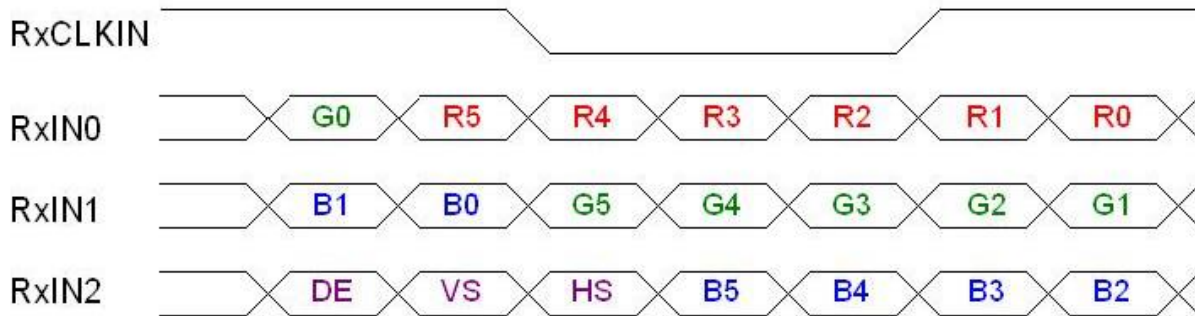 RxCLKIN
RxIN0 G0 R5 R4 R3 R2 R1 R0
RxIN1 B1 B0 G5 G4 G3 G2 G1
RxIN2 DE VS HS B5 B4 B3 B2